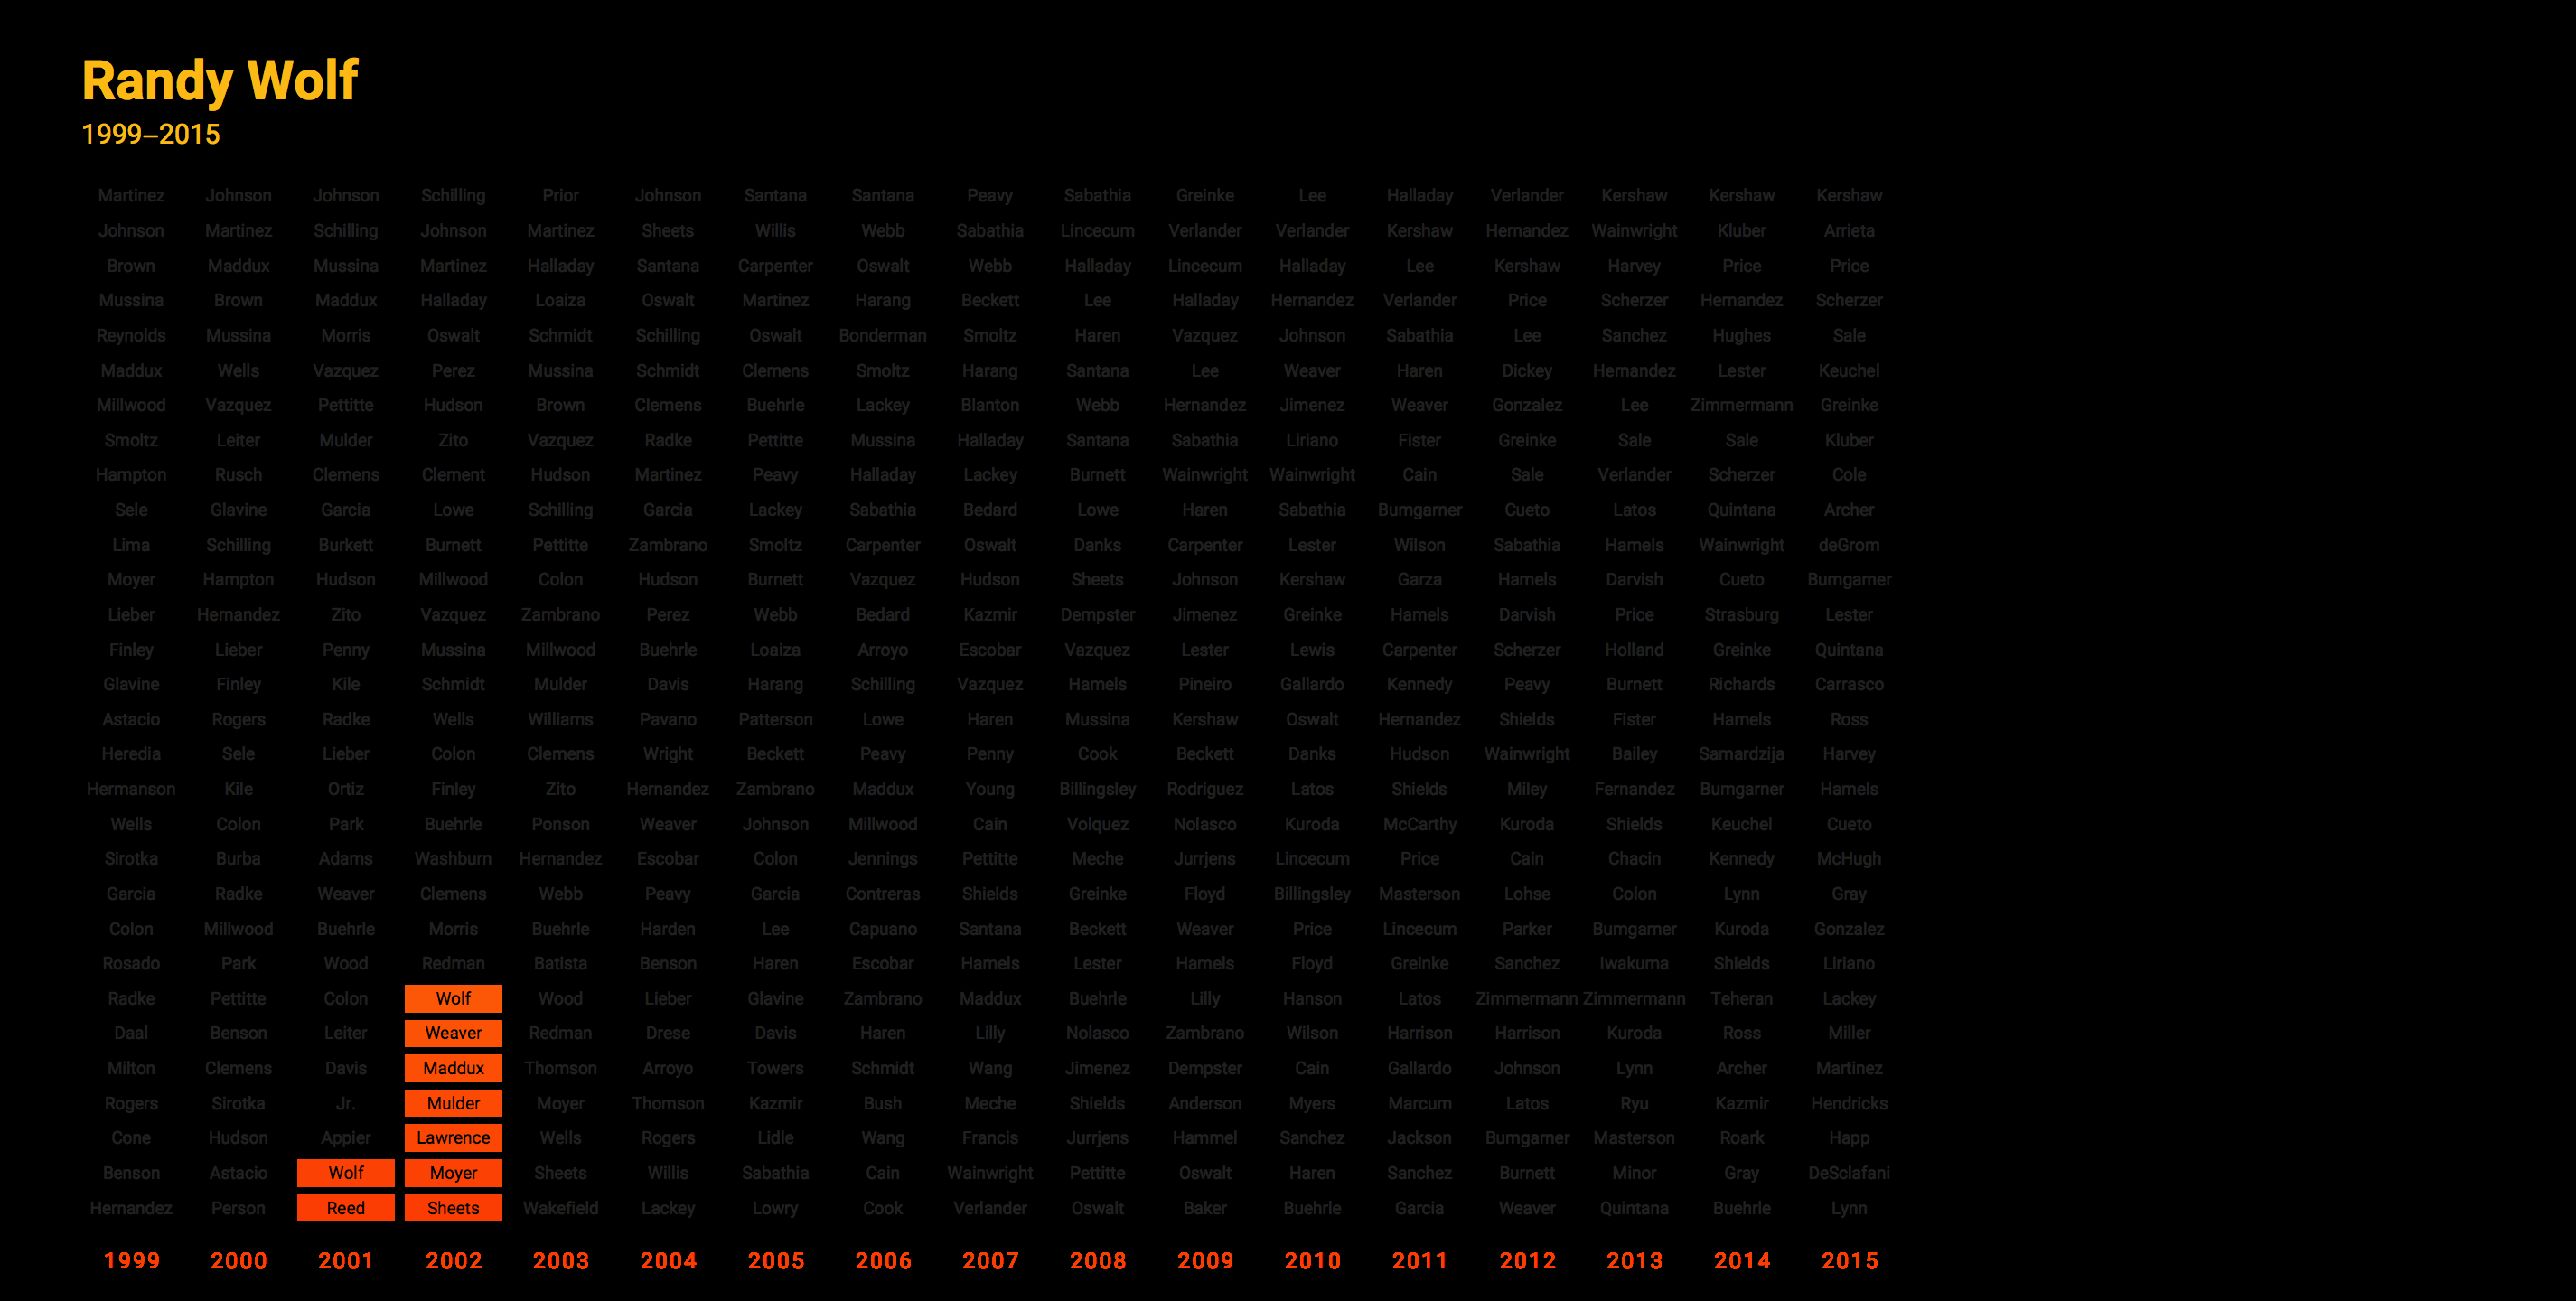 Randy Wolf
1999–2015
Martinez Johnson Johnson Schilling Prior Johnson Santana Santana Peavy Sabathia Greinke Lee Halladay Verlander Kershaw Kershaw Kershaw
Johnson Martinez Schilling Johnson Martinez Sheets Willis Webb Sabathia Lincecum Verlander Verlander Kershaw Hernandez Wainwright Kluber Arrieta
Brown Maddux Mussina Martinez Halladay Santana Carpenter Oswalt Webb Halladay Lincecum Halladay Lee Kershaw Harvey Price Price
Mussina Brown Maddux Halladay Loaiza Oswalt Martinez Harang Beckett Lee Halladay Hernandez Verlander Price Scherzer Hernandez Scherzer
Reynolds Mussina Morris Oswalt Schmidt Schilling Oswalt Bonderman Smoltz Haren Vazquez Johnson Sabathia Lee Sanchez Hughes Sale
Maddux Wells Vazquez Perez Mussina Schmidt Clemens Smoltz Harang Santana Lee Weaver Haren Dickey Hernandez Lester Keuchel
Millwood Vazquez Pettitte Hudson Brown Clemens Buehrle Lackey Blanton Webb Hernandez Jimenez Weaver Gonzalez Lee Zimmermann Greinke
Smoltz Leiter Mulder Zito Vazquez Radke Pettitte Mussina Halladay Santana Sabathia Liriano Fister Greinke Sale Sale Kluber
Hampton Rusch Clemens Clement Hudson Martinez Peavy Halladay Lackey Burnett Wainwright Wainwright Cain Sale Verlander Scherzer Cole
Sele Glavine Garcia Lowe Schilling Garcia Lackey Sabathia Bedard Lowe Haren Sabathia Bumgarner Cueto Latos Quintana Archer
Lima Schilling Burkett Burnett Pettitte Zambrano Smoltz Carpenter Oswalt Danks Carpenter Lester Wilson Sabathia Hamels Wainwright deGrom
Moyer Hampton Hudson Millwood Colon Hudson Burnett Vazquez Hudson Sheets Johnson Kershaw Garza Hamels Darvish Cueto Bumgarner
Lieber Hernandez Zito Vazquez Zambrano Perez Webb Bedard Kazmir Dempster Jimenez Greinke Hamels Darvish Price Strasburg Lester
Finley Lieber Penny Mussina Millwood Buehrle Loaiza Arroyo Escobar Vazquez Lester Lewis Carpenter Scherzer Holland Greinke Quintana
Glavine Finley Kile Schmidt Mulder Davis Harang Schilling Vazquez Hamels Pineiro Gallardo Kennedy Peavy Burnett Richards Carrasco
Astacio Rogers Radke Wells Williams Pavano Patterson Lowe Haren Mussina Kershaw Oswalt Hernandez Shields Fister Hamels Ross
Heredia Sele Lieber Colon Clemens Wright Beckett Peavy Penny Cook Beckett Danks Hudson Wainwright Bailey Samardzija Harvey
Hermanson Kile Ortiz Finley Zito Hernandez Zambrano Maddux Young Billingsley Rodriguez Latos Shields Miley Fernandez Bumgarner Hamels
Wells Colon Park Buehrle Ponson Weaver Johnson Millwood Cain Volquez Nolasco Kuroda McCarthy Kuroda Shields Keuchel Cueto
Sirotka Burba Adams Washburn Hernandez Escobar Colon Jennings Pettitte Meche Jurrjens Lincecum Price Cain Chacin Kennedy McHugh
Garcia Radke Weaver Clemens Webb Peavy Garcia Contreras Shields Greinke Floyd Billingsley Masterson Lohse Colon Lynn Gray
Colon Millwood Buehrle Morris Buehrle Harden Lee Capuano Santana Beckett Weaver Price Lincecum Parker Bumgarner Kuroda Gonzalez
Rosado Park Wood Redman Batista Benson Haren Escobar Hamels Lester Hamels Floyd Greinke Sanchez Iwakuma Shields Liriano
Radke Pettitte Colon Wolf Wood Lieber Glavine Zambrano Maddux Buehrle Lilly Hanson Latos Zimmermann Zimmermann Teheran Lackey
Daal Benson Leiter Weaver Redman Drese Davis Haren Lilly Nolasco Zambrano Wilson Harrison Harrison Kuroda Ross Miller
Milton Clemens Davis Maddux Thomson Arroyo Towers Schmidt Wang Jimenez Dempster Cain Gallardo Johnson Lynn Archer Martinez
Rogers Sirotka Jr. Mulder Moyer Thomson Kazmir Bush Meche Shields Anderson Myers Marcum Latos Ryu Kazmir Hendricks
Cone Hudson Appier Lawrence Wells Rogers Lidle Wang Francis Jurrjens Hammel Sanchez Jackson Bumgarner Masterson Roark Happ
Benson Astacio Wolf Moyer Sheets Willis Sabathia Cain Wainwright Pettitte Oswalt Haren Sanchez Burnett Minor Gray DeSclafani
Hernandez Person Reed Sheets Wakefield Lackey Lowry Cook Verlander Oswalt Baker Buehrle Garcia Weaver Quintana Buehrle Lynn
1999 2000 2001 2002 2003 2004 2005 2006 2007 2008 2009 2010 2011 2012 2013 2014 2015